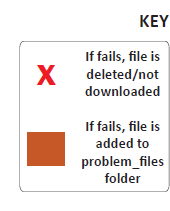 KEY
X
If fails, file is
deleted/not
downloaded
If fails, file is
added to
problem_files
folder